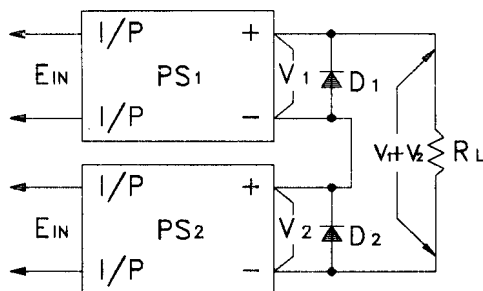 I/P + 
EIN PS1 V1 D1
I/P −
V1+V2 RL
I/P +
EIN PS2 V2 D2
I/P −